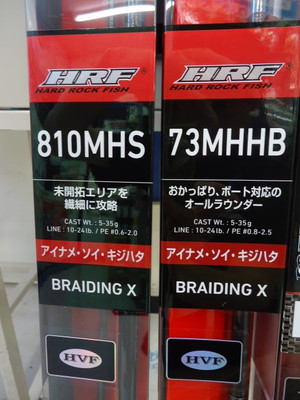 HRF
HARD ROCK FISH
810MHS
未開拓エリアを
繊細に攻略
CAST Wt. : 5-35g
LINE : 10-24lb. / PE #0.6-2.0
アイナメ・ソイ・キジハタ
BRAIDING X
HVF
HRF
HARD ROCK FISH
73MHHB
おかっぱり、ボート対応の
オールラウンダー
CAST Wt. : 5-35g
LINE : 10-24lb. / PE #0.8-2.5
アイナメ・ソイ・キジハタ
BRAIDING X
HVF